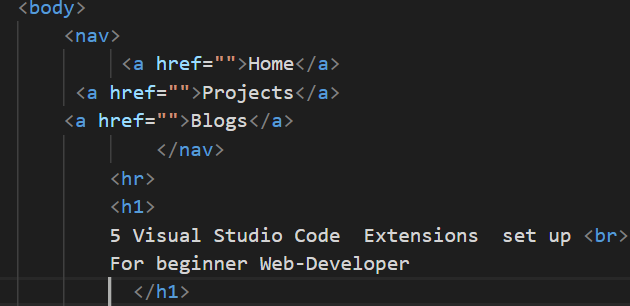 <body>
<nav>
<a href="">Home</a>
<a href="">Projects</a>
<a href="">Blogs</a>
</nav>
<hr>
<h1>
5 Visual Studio Code  Extensions  set up <br>
For beginner Web-Developer
</h1>